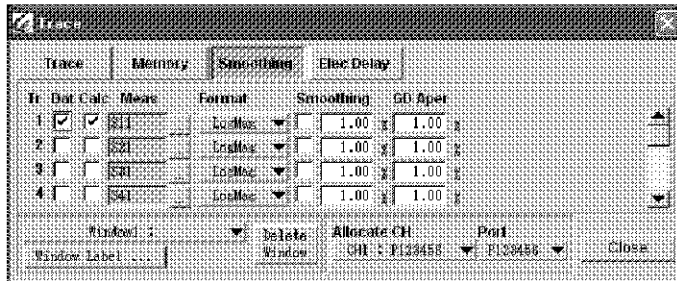 Trace
Trace Memory Smoothing Elec Delay
Tr Dat Calc Meas Format Smoothing GD Aper
1 S11 ... LogMag 1.00 % 1.00 %
2 S21 ... LogMag 1.00 % 1.00 %
3 S31 ... LogMag 1.00 % 1.00 %
4 S41 ... LogMag 1.00 % 1.00 %
Window1 : Delete Window Allocate CH Port
Window Label ... CH1 : P123456 P123456 Close